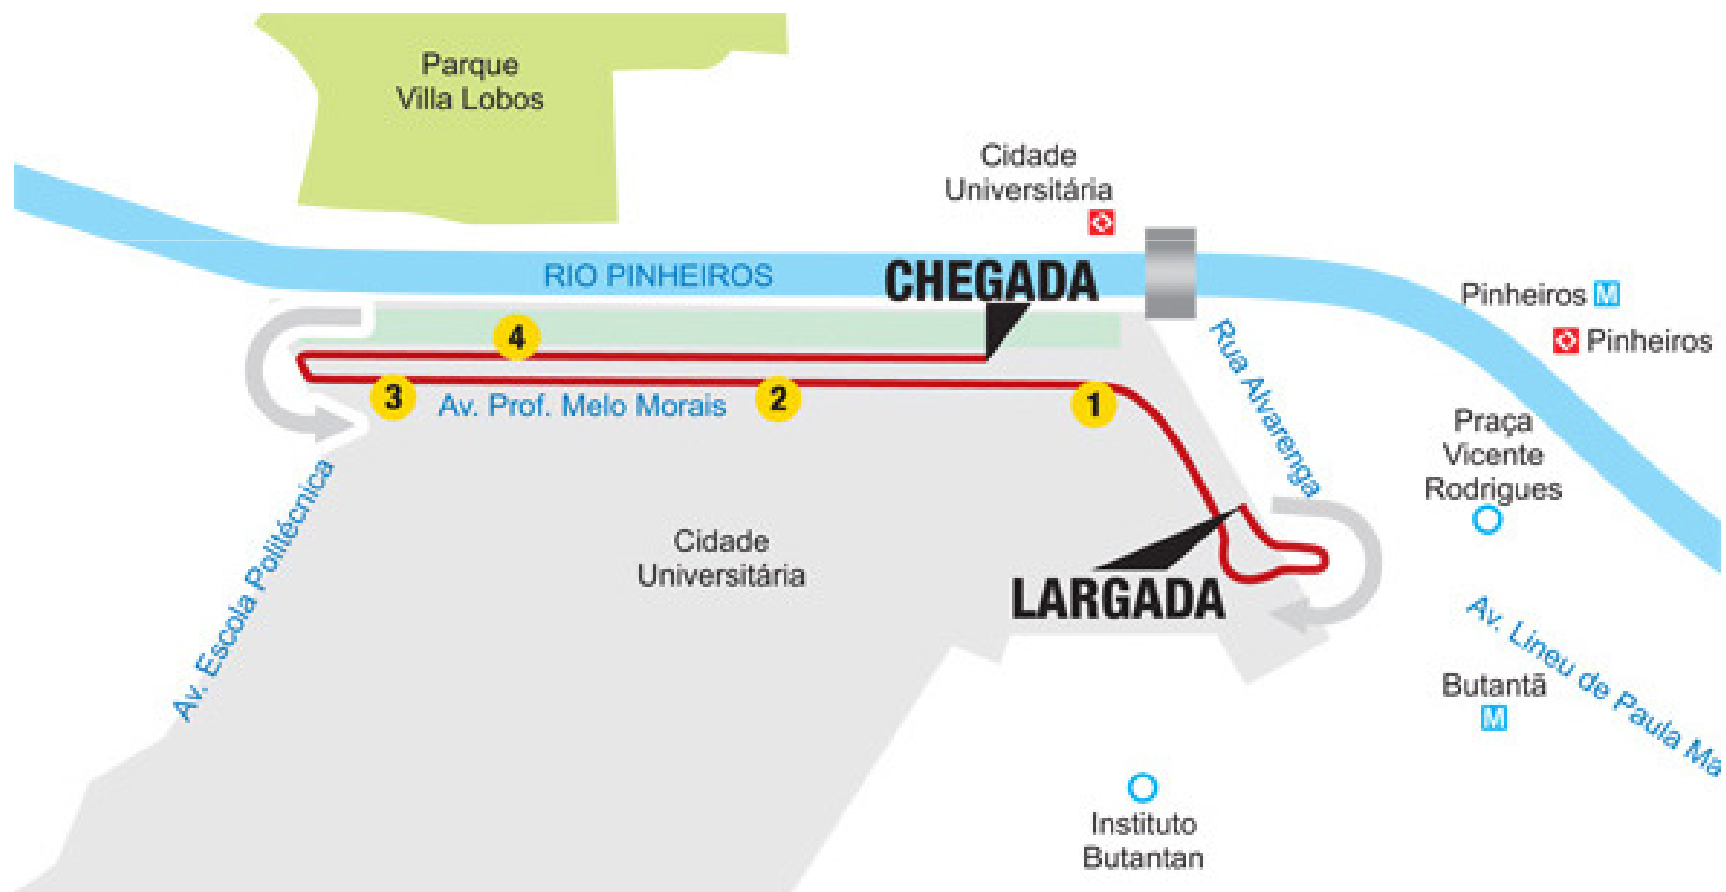 Parque
Villa Lobos
Cidade
Universitária
RIO PINHEIROS
CHEGADA
Pinheiros M
Pinheiros
4
3
Av. Prof. Melo Morais
2
1
Rua Alvarenga
Praça
Vicente
Rodrigues
Av. Escola Politécnica
Cidade
Universitária
LARGADA
Av. Lineu de Paula Ma
Butantã
M
Instituto
Butantan